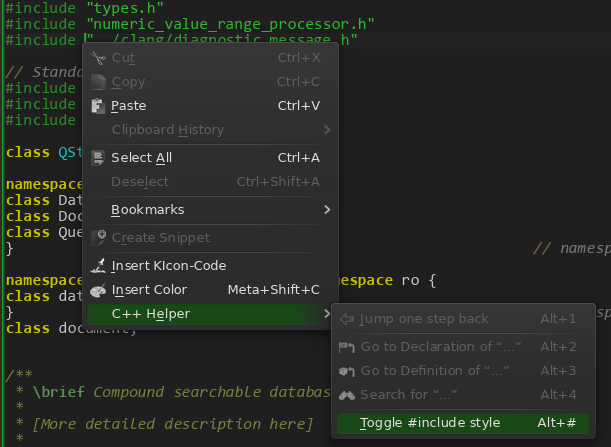 #include "types.h"
#include "numeric_value_range_processor.h"
#include "../clang/diagnostic_message.h"
// Standa
#include
#include
#include
class QSt
namespace
class Dat
class Doc
class Que
} // namesp
namespace mespace ro {
class dat
} esp
class document;
/**
* \brief Compound searchable databas
*
* [More detailed description here]
*
Cut Ctrl+X
Copy Ctrl+C
Paste Ctrl+V
Clipboard History
Select All Ctrl+A
Deselect Ctrl+Shift+A
Bookmarks
Create Snippet
Insert KIcon-Code
Insert Color Meta+Shift+C
C++ Helper
Jump one step back Alt+1
Go to Declaration of “...” Alt+2
Go to Definition of “...” Alt+3
Search for “...” Alt+4
Toggle #include style Alt+#